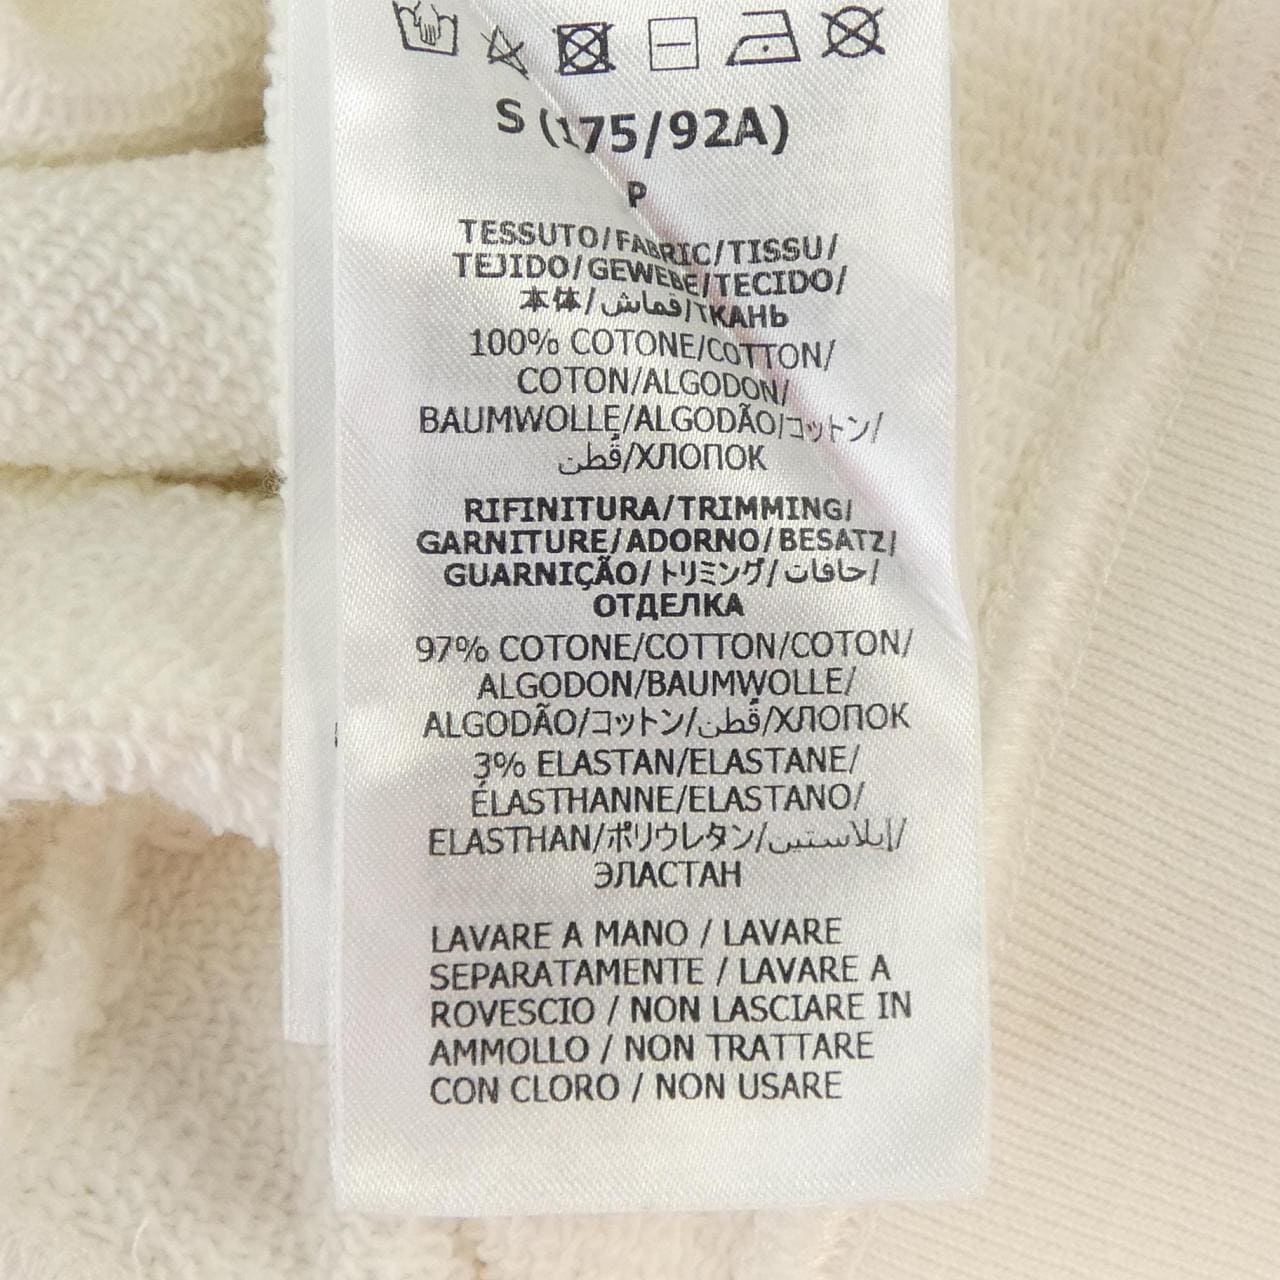 S (175/92A)
P
TESSUTO/FABRIC/TISSU/
TEJIDO/GEWEBE/TECIDO/
本体/قماش/ТКАНЬ
100% COTONE/COTTON/
COTON/ALGODON/
BAUMWOLLE/ALGODÃO/コットン/
قُطن/ХЛОПОК
RIFINITURA/TRIMMING/
GARNITURE/ADORNO/BESATZ/
GUARNIÇÃO/トリミング/حافات/
ОТДЕЛКА
97% COTONE/COTTON/COTON/
ALGODON/BAUMWOLLE/
ALGODÃO/コットン/قُطن/ХЛОПОК
3% ELASTAN/ELASTANE/
ÉLASTHANNE/ELASTANO/
ELASTHAN/ポリウレタン/إيلاستين/
ЭЛАСТАН
LAVARE A MANO / LAVARE
SEPARATAMENTE / LAVARE A
ROVESCIO / NON LASCIARE IN
AMMOLLO / NON TRATTARE
CON CLORO / NON USARE